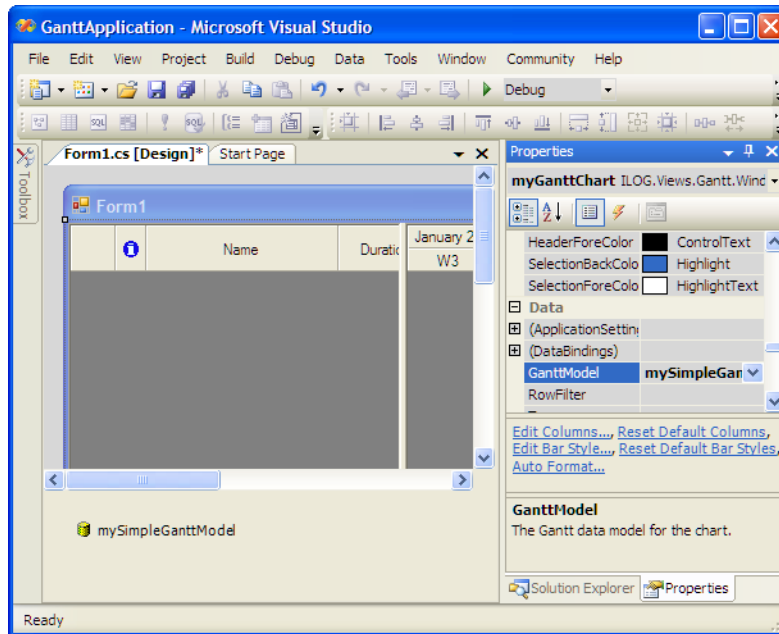 GanttApplication - Microsoft Visual Studio
File Edit View Project Build Debug Data Tools Window Community Help
Debug
Form1.cs [Design]* Start Page
Properties
Toolbox
myGanttChart ILOG.Views.Gantt.Wind
Form1
Name Duratio January 2
W3
HeaderForeColor ControlText
SelectionBackColo Highlight
SelectionForeColo HighlightText
Data
(ApplicationSetting
(DataBindings)
GanttModel mySimpleGan
RowFilter
Edit Columns..., Reset Default Columns,
Edit Bar Style..., Reset Default Bar Styles,
Auto Format...
GanttModel
The Gantt data model for the chart.
mySimpleGanttModel
Solution Explorer Properties
Ready